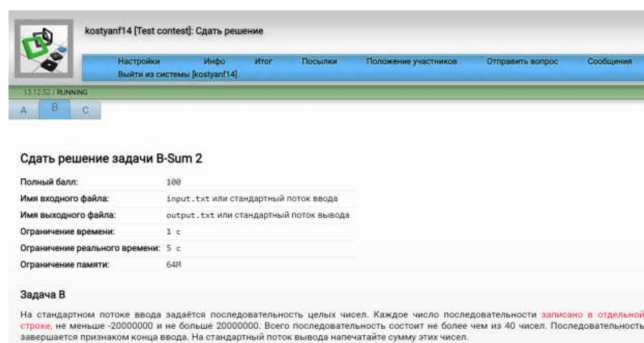 kostyanf14 [Test contest]: Сдать решение
Настройки Инфо Итог Посылки Положение участников Отправить вопрос Сообщения
Выйти из системы [kostyanf14]
13:12:52 / RUNNING
A B C
Сдать решение задачи B-Sum 2
Полный балл: 100
Имя входного файла: input.txt или стандартный поток ввода
Имя выходного файла: output.txt или стандартный поток вывода
Ограничение времени: 1 с
Ограничение реального времени: 5 с
Ограничение памяти: 64M
Задача B
На стандартном потоке ввода задаётся последовательность целых чисел. Каждое число последовательности записано в отдельной
строке, не меньше -20000000 и не больше 20000000. Всего последовательность состоит не более чем из 40 чисел. Последовательность
завершается признаком конца ввода. На стандартный поток вывода напечатайте сумму этих чисел.